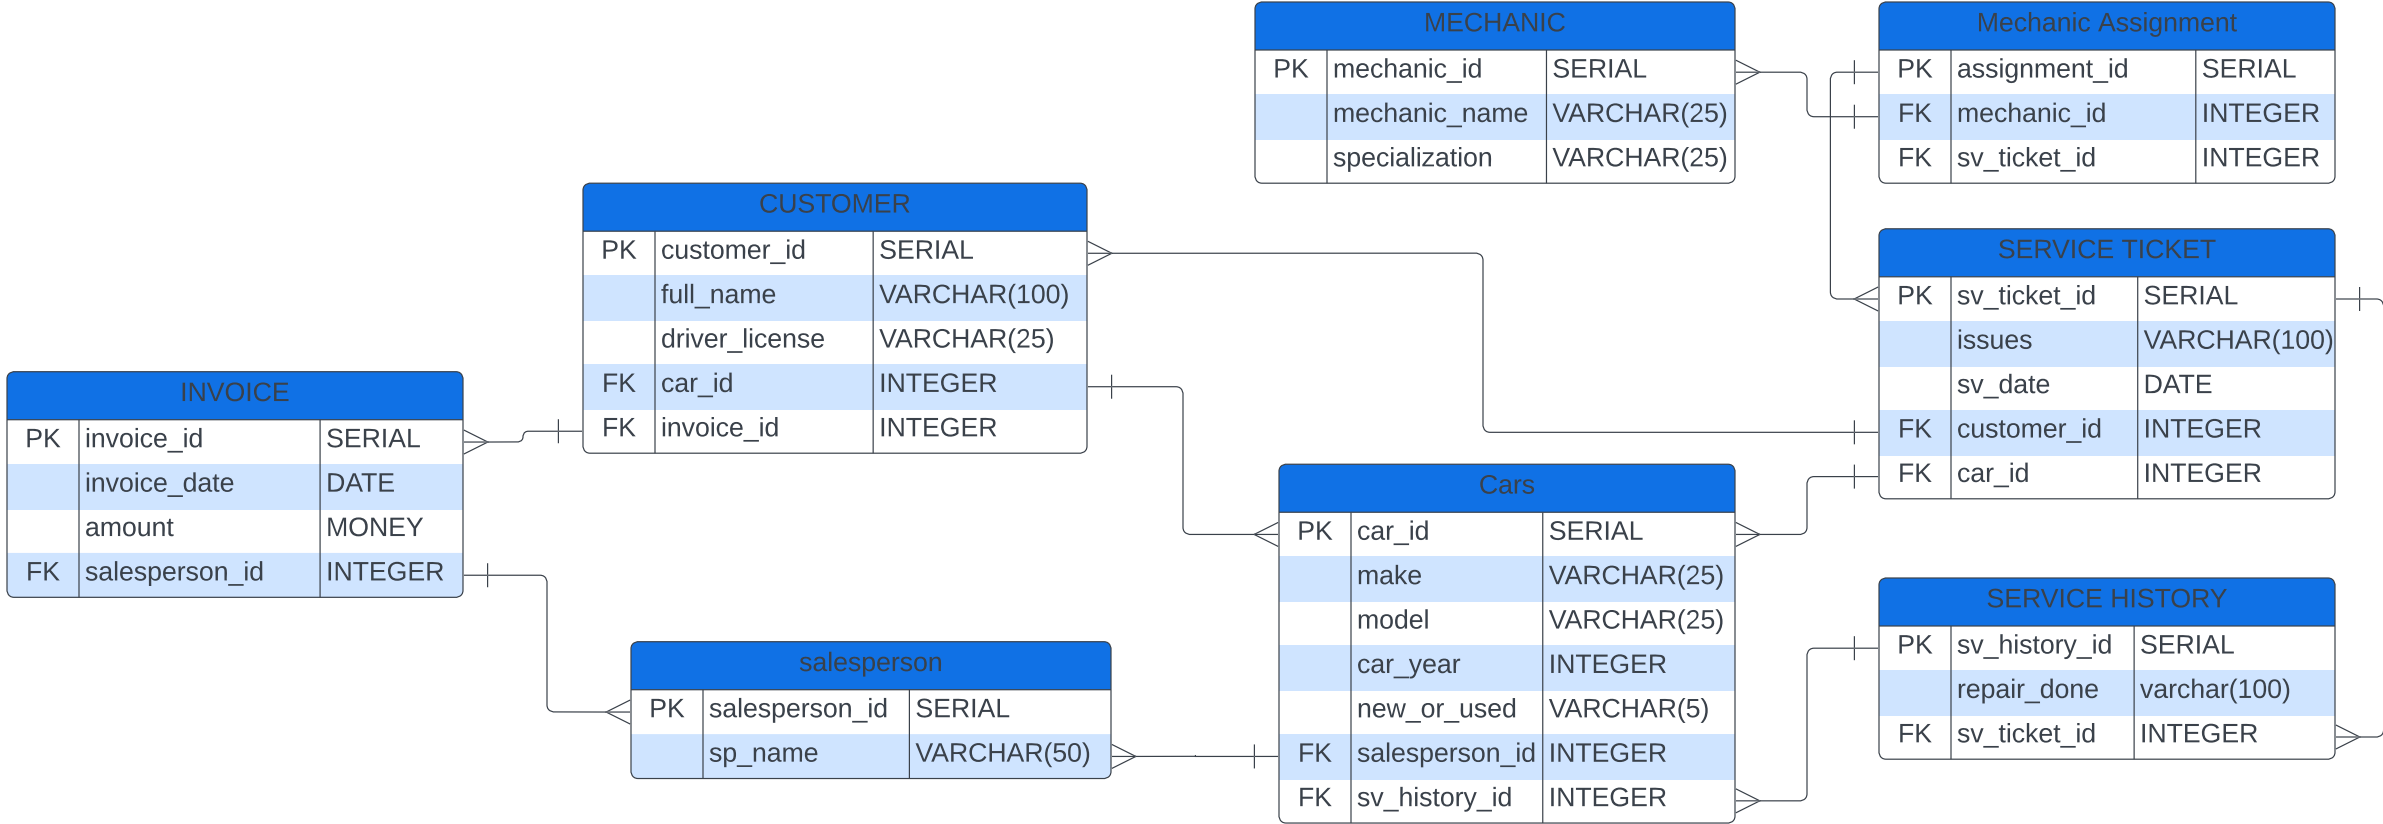 MECHANIC
PK mechanic_id SERIAL
mechanic_name VARCHAR(25)
specialization VARCHAR(25)
Mechanic Assignment
PK assignment_id SERIAL
FK mechanic_id INTEGER
FK sv_ticket_id INTEGER
CUSTOMER
PK customer_id SERIAL
full_name VARCHAR(100)
driver_license VARCHAR(25)
FK car_id INTEGER
FK invoice_id INTEGER
SERVICE TICKET
PK sv_ticket_id SERIAL
issues VARCHAR(100)
sv_date DATE
FK customer_id INTEGER
FK car_id INTEGER
INVOICE
PK invoice_id SERIAL
invoice_date DATE
amount MONEY
FK salesperson_id INTEGER
Cars
PK car_id SERIAL
make VARCHAR(25)
model VARCHAR(25)
car_year INTEGER
new_or_used VARCHAR(5)
FK salesperson_id INTEGER
FK sv_history_id INTEGER
SERVICE HISTORY
PK sv_history_id SERIAL
repair_done varchar(100)
FK sv_ticket_id INTEGER
salesperson
PK salesperson_id SERIAL
sp_name VARCHAR(50)